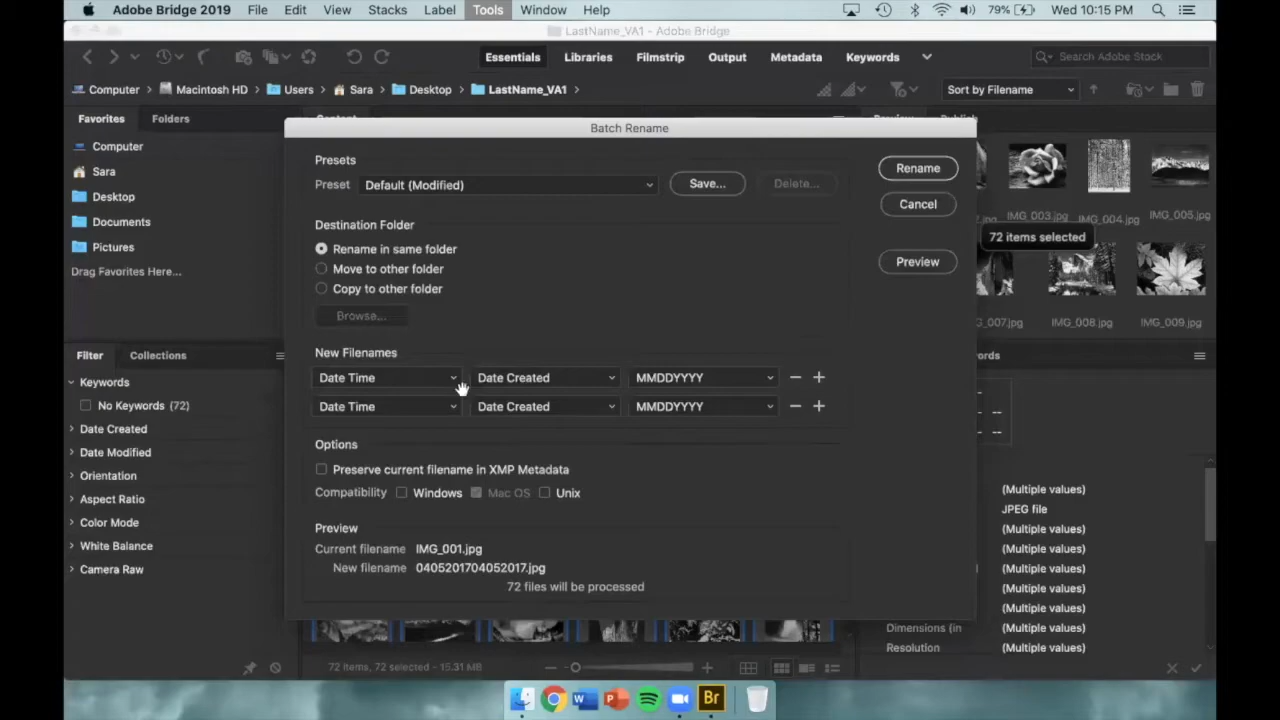 Adobe Bridge 2019 File Edit View Stacks Label Tools Window Help 79% Wed 10:15 PM
LastName_VA1 - Adobe Bridge
Essentials Libraries Filmstrip Output Metadata Keywords Search Adobe Stock
Computer Macintosh HD Users Sara Desktop LastName_VA1 Sort by Filename
Favorites Folders
Batch Rename
Computer
Sara
Desktop
Documents
Pictures
Drag Favorites Here...
Presets
Preset Default (Modified) Save... Delete...
Rename
Cancel
Preview
Destination Folder
Rename in same folder
Move to other folder
Copy to other folder
Browse...
IMG_003.jpg IMG_004.jpg IMG_005.jpg
72 items selected
_007.jpg IMG_008.jpg IMG_009.jpg
New Filenames
Date Time Date Created MMDDYYYY
Date Time Date Created MMDDYYYY
Options
Preserve current filename in XMP Metadata
Compatibility Windows Mac OS Unix
Preview
Current filename IMG_001.jpg
New filename 0405201704052017.jpg
72 files will be processed
Filter Collections
Keywords
No Keywords (72)
Date Created
Date Modified
Orientation
Aspect Ratio
Color Mode
White Balance
Camera Raw
(Multiple values)
JPEG file
(Multiple values)
(Multiple values)
(Multiple values)
(Multiple values)
(Multiple values)
Dimensions (in (Multiple values)
Resolution (Multiple values)
72 items, 72 selected - 15.31 MB
W P Br